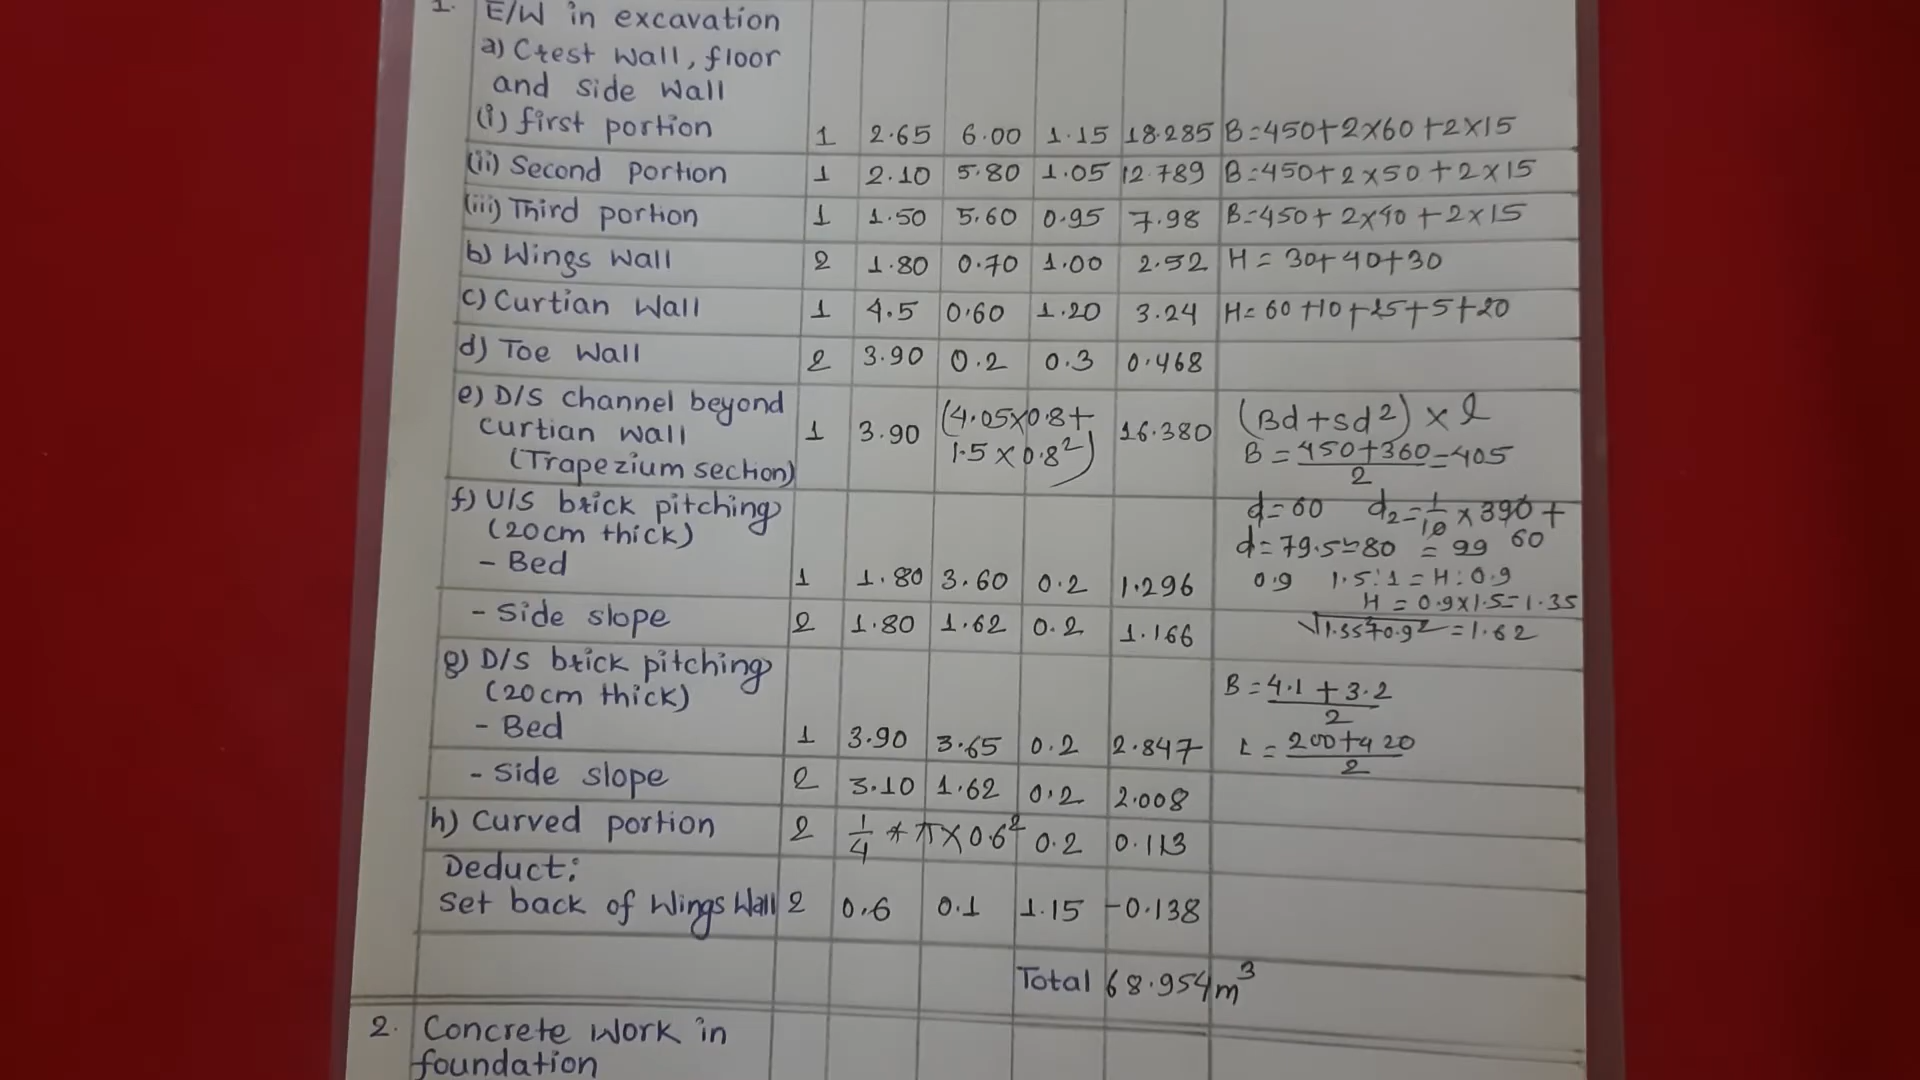 1. E/W in excavation
a) Crest Wall, floor
and Side Wall
(i) first portion 1 2.65 6.00 1.15 18.285 B=450+2x60+2x15
(ii) Second portion 1 2.10 5.80 1.05 12.789 B=450+2x50+2x15
(iii) Third portion 1 1.50 5.60 0.95 7.98 B=450+2x40+2x15
b) Wings Wall 2 1.80 0.70 1.00 2.52 H = 30+40+30
c) Curtian Wall 1 4.5 0.60 1.20 3.24 H= 60+10+25+5+20
d) Toe Wall 2 3.90 0.2 0.3 0.468
e) D/S channel beyond
curtian wall
(Trapezium section)
1 3.90 (4.05x0.8+
1.5x0.8²) 16.380
(Bd+sd²) x l
B = 450+360/2 = 405
f) U/S brick pitching
(20cm thick)
- Bed 1 1.80 3.60 0.2 1.296
d=60 d2=1/10 x 390+
60
d=79.5≈80 = 99
0.9 1.5:1 = H:0.9
H = 0.9x1.5=1.35
- Side slope 2 1.80 1.62 0.2 1.166 √1.35²+0.9² = 1.62
g) D/S brick pitching
(20cm thick)
- Bed 1 3.90 3.65 0.2 2.847
B = 4.1+3.2/2
L = 200+420/2
- Side slope 2 3.10 1.62 0.2 2.008
h) Curved portion 2 1/4 * π x 0.6² 0.2 0.113
Deduct:
Set back of Wings Wall 2 0.6 0.1 1.15 -0.138
Total 68.954m³
2. Concrete Work in
foundation